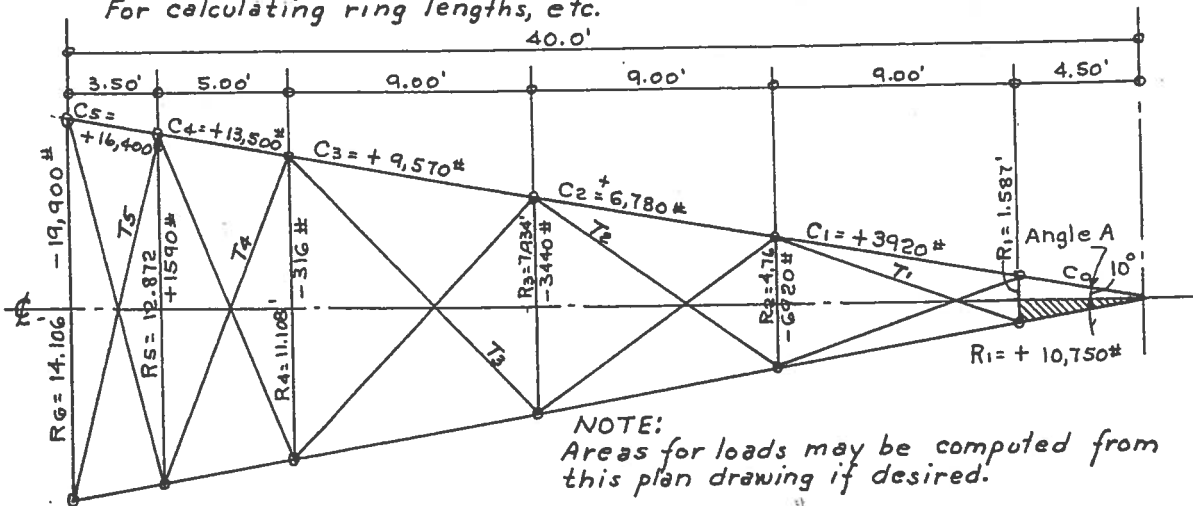 For calculating ring lengths, etc.
40.0'
3.50' 5.00' 9.00' 9.00' 9.00' 4.50'
C5=
+16,400
C4=+13,500#
C3=+ 9,570#
C2=+6,780#
C1=+3920#
Angle A
C0
10°
-19,900#
R6=14.106'
T5
R5=12.872
+1590#
T4
-316#
R4=11.108'
T3
R3=7.934'
-3440#
T2
R2=4.76
T1
R1=1.587'
R1=+ 10,750#
℄
NOTE:
Areas for loads may be computed from
this plan drawing if desired.